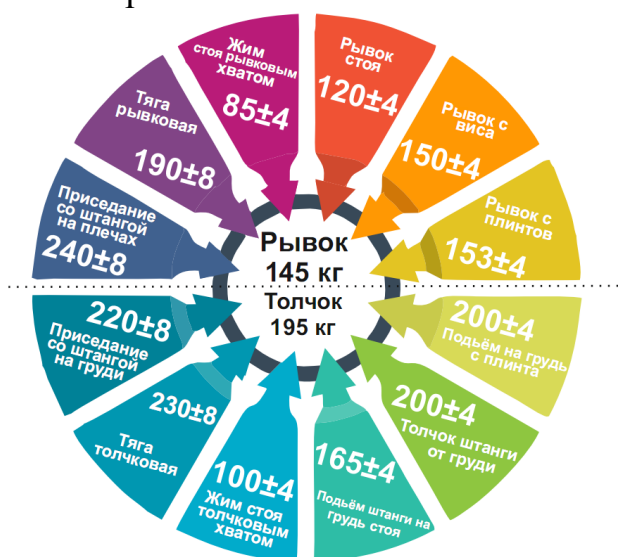 Жим
стоя рывковым
хватом
85±4
Рывок
стоя
120±4
Рывок с
виса
150±4
Рывок с
плинтов
153±4
Тяга
рывковая
190±8
Приседание
со штангой
на плечах
240±8
Рывок
145 кг
Толчок
195 кг
220±8
Приседание
со штангой
на груди
230±8
Тяга
толчковая
100±4
Жим стоя
толчковым
хватом
165±4
Подьём штанги на
грудь стоя
200±4
Толчок штанги
от груди
200±4
Подьём на грудь
с плинта